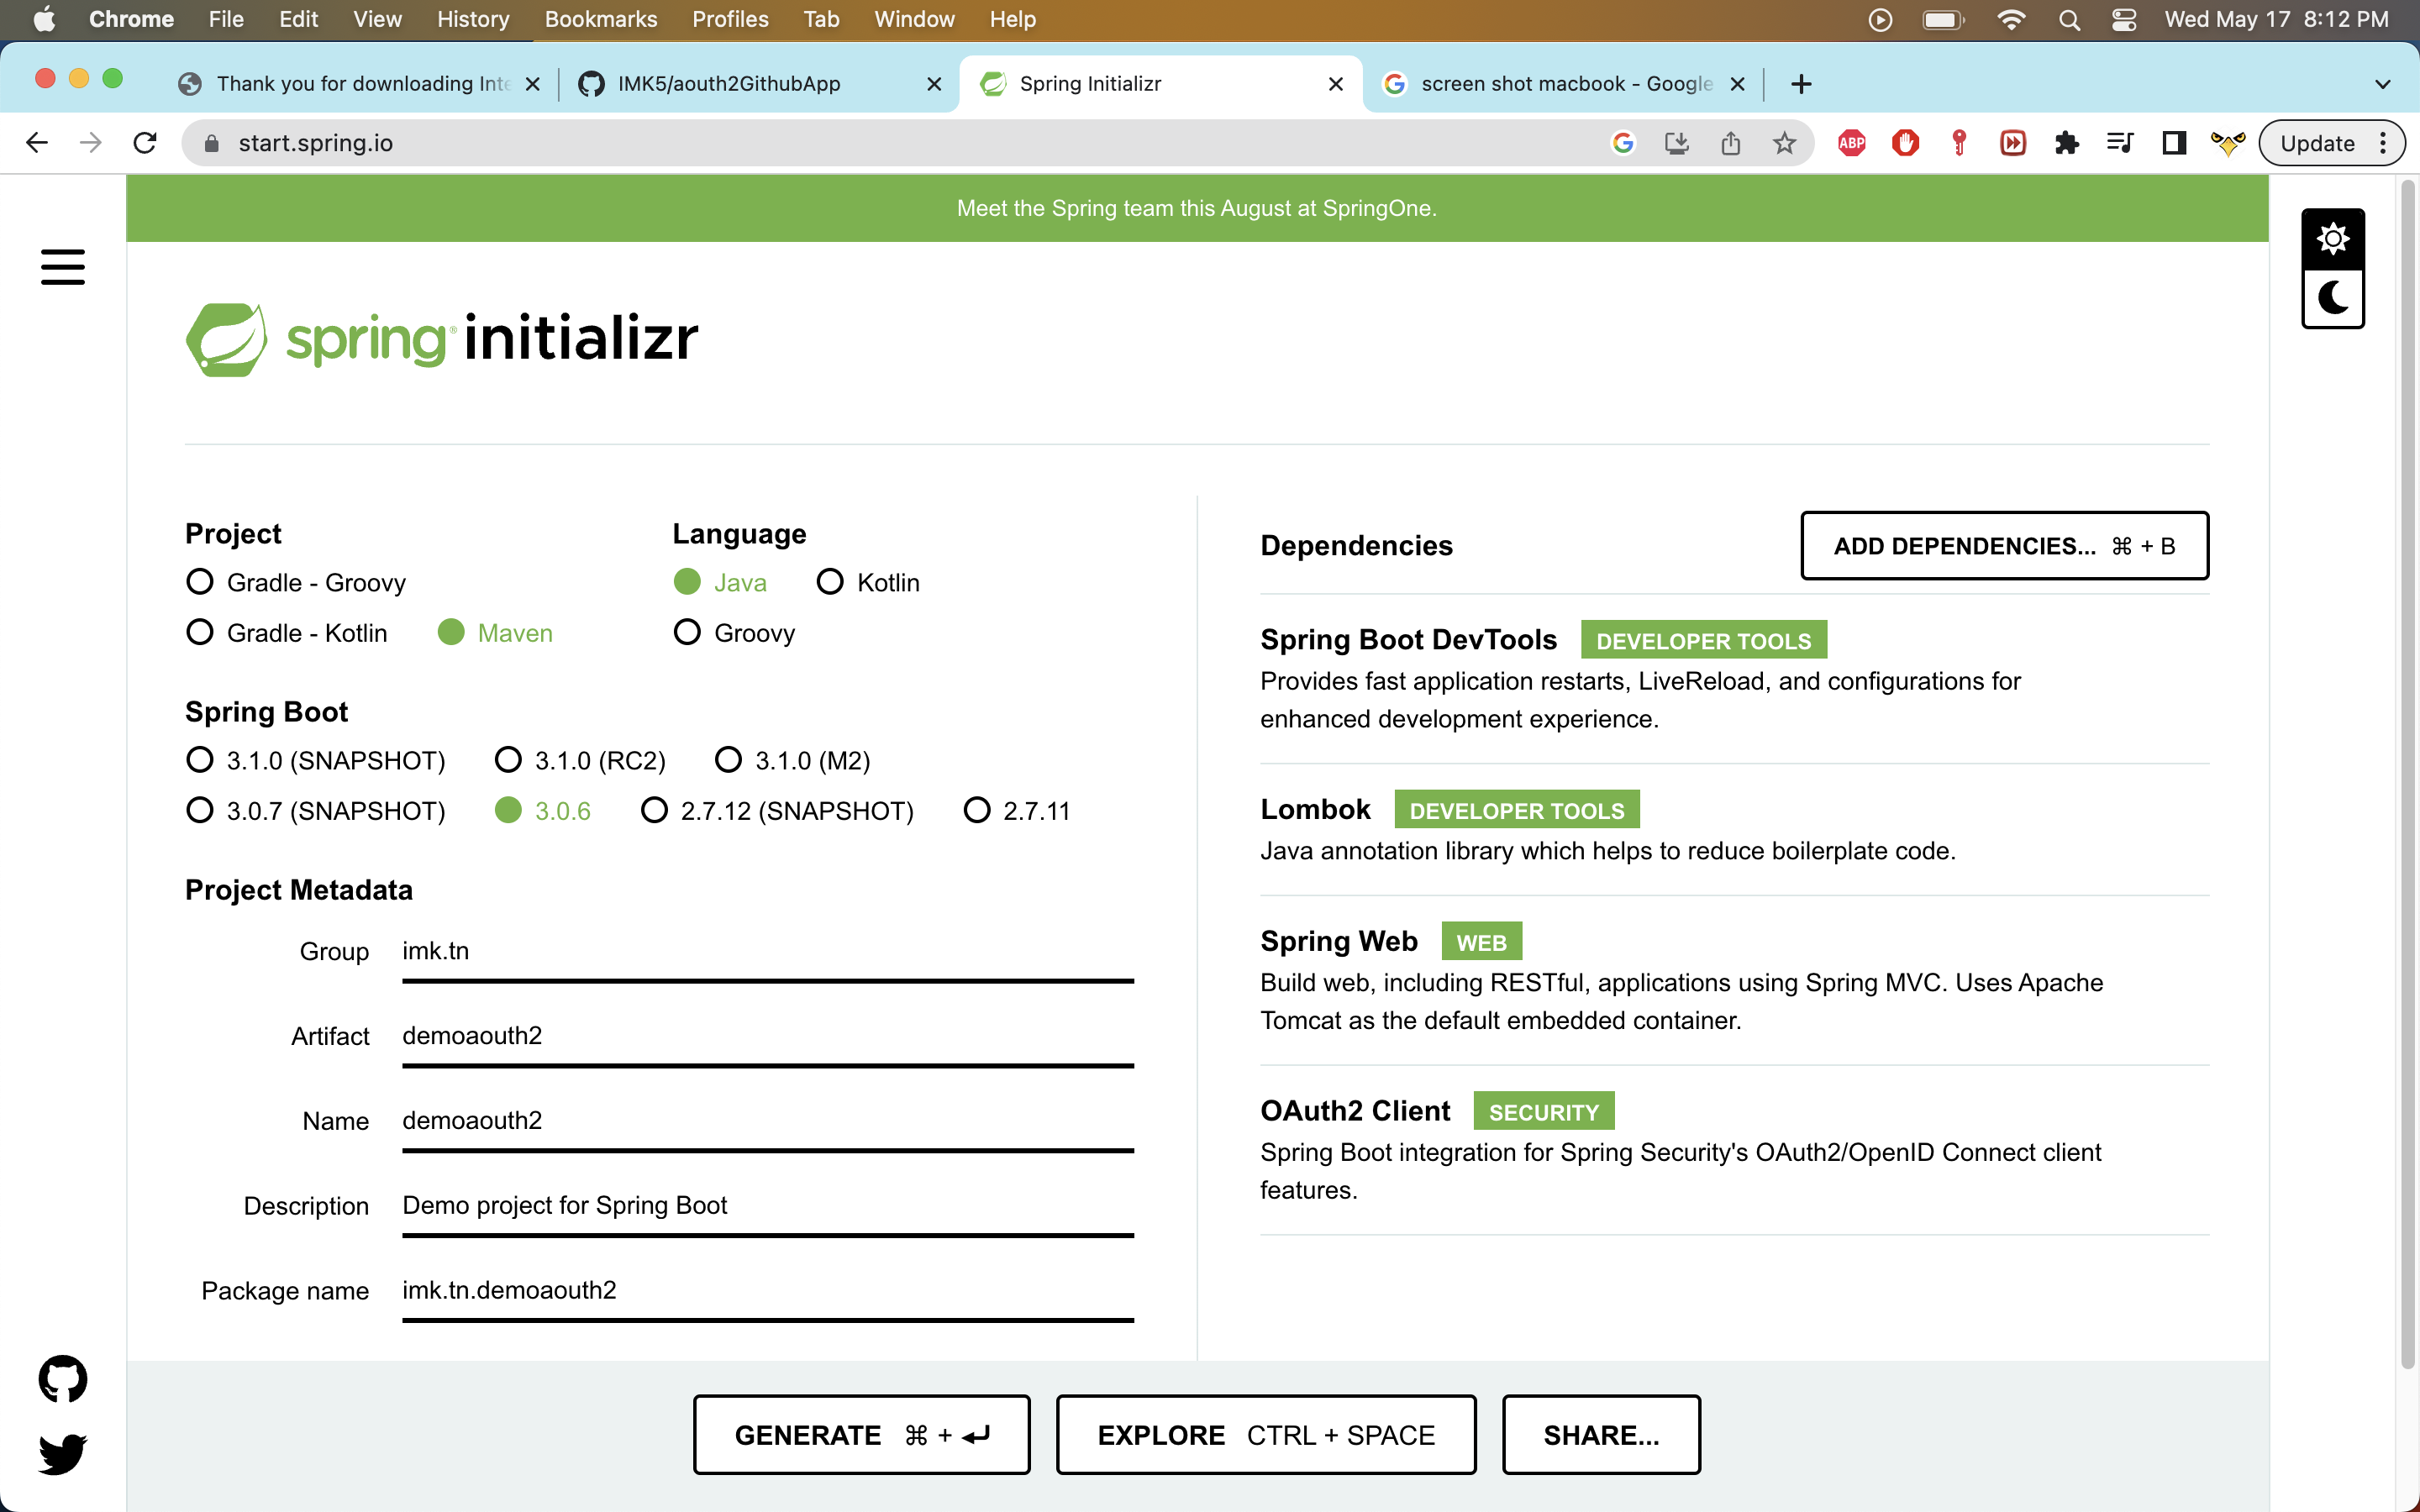 Chrome File Edit View History Bookmarks Profiles Tab Window Help Wed May 17 8:12 PM
Thank you for downloading Inte IMK5/aouth2GithubApp Spring Initializr screen shot macbook - Google
start.spring.io ABP Update
Meet the Spring team this August at SpringOne.
spring® initializr
Project
Gradle - Groovy
Gradle - Kotlin Maven
Language
Java Kotlin
Groovy
Spring Boot
3.1.0 (SNAPSHOT) 3.1.0 (RC2) 3.1.0 (M2)
3.0.7 (SNAPSHOT) 3.0.6 2.7.12 (SNAPSHOT) 2.7.11
Project Metadata
Group imk.tn
Artifact demoaouth2
Name demoaouth2
Description Demo project for Spring Boot
Package name imk.tn.demoaouth2
Dependencies ADD DEPENDENCIES... ⌘ + B
Spring Boot DevTools DEVELOPER TOOLS
Provides fast application restarts, LiveReload, and configurations for
enhanced development experience.
Lombok DEVELOPER TOOLS
Java annotation library which helps to reduce boilerplate code.
Spring Web WEB
Build web, including RESTful, applications using Spring MVC. Uses Apache
Tomcat as the default embedded container.
OAuth2 Client SECURITY
Spring Boot integration for Spring Security's OAuth2/OpenID Connect client
features.
GENERATE ⌘ + ⏎ EXPLORE CTRL + SPACE SHARE...